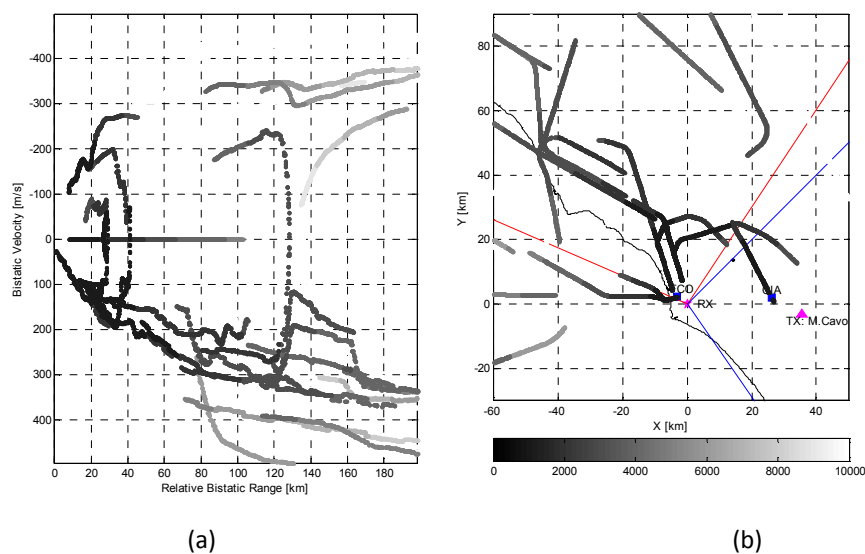 -400
-300
-200
-100
0
100
200
300
400
0 20 40 60 80 100 120 140 160 180
Bistatic Velocity [m/s]
Relative Bistatic Range [km]
(a)
80
60
40
20
0
-20
-60 -40 -20 0 20 40
Y [km]
X [km]
RX
CIA
TX: M.Cavo
0 2000 4000 6000 8000 10000
(b)